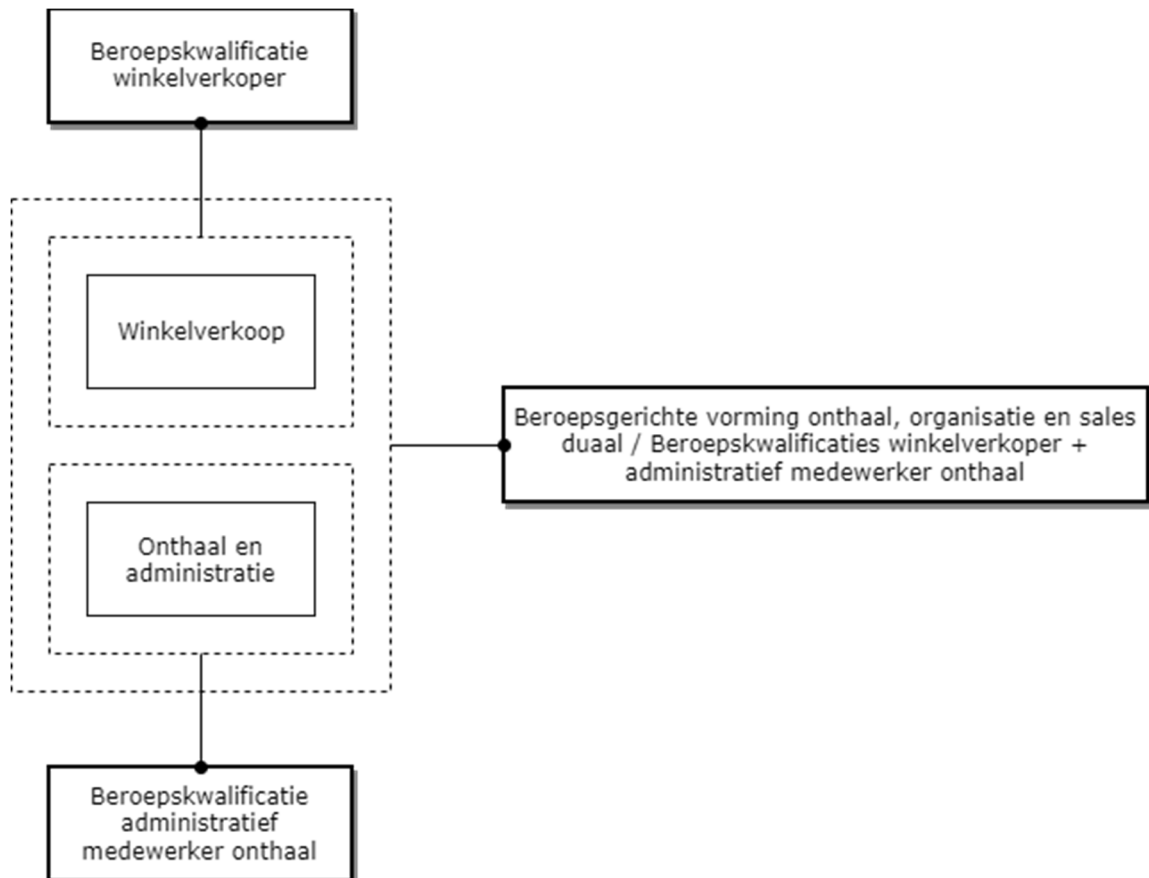 Beroepskwalificatie
winkelverkoper
Winkelverkoop
Beroepsgerichte vorming onthaal, organisatie en sales
duaal / Beroepskwalificaties winkelverkoper +
administratief medewerker onthaal
Onthaal en
administratie
Beroepskwalificatie
administratief
medewerker onthaal